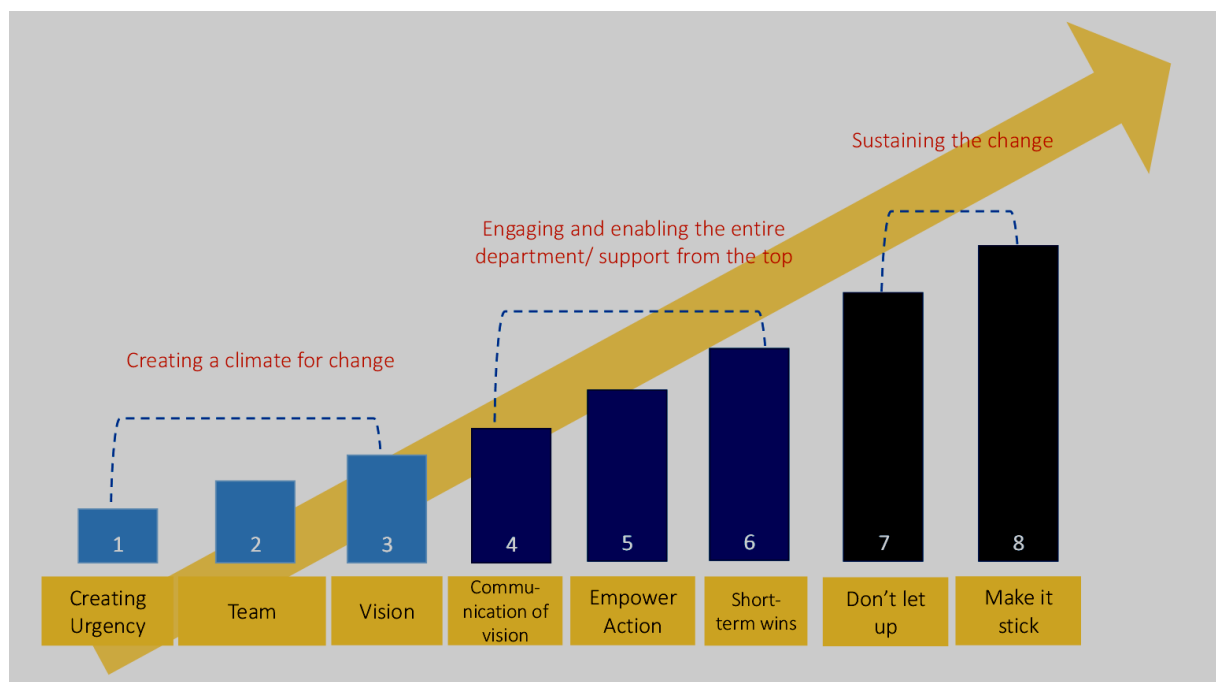 Sustaining the change
Engaging and enabling the entire
department/ support from the top
Creating a climate for change
1
2
3
4
5
6
7
8
Creating
Urgency
Team
Vision
Commu-
nication of
vision
Empower
Action
Short-
term wins
Don’t let
up
Make it
stick